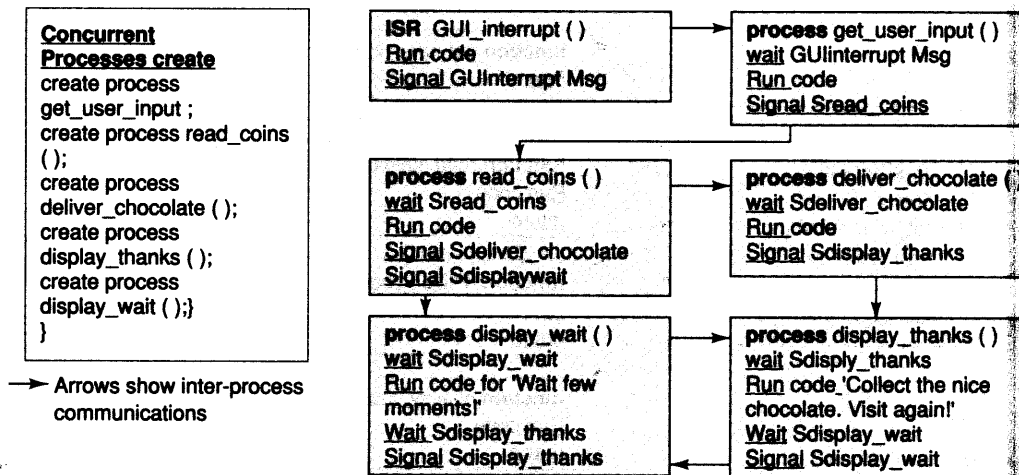 Concurrent
Processes create
create process
get_user_input ;
create process read_coins
( );
create process
deliver_chocolate ( );
create process
display_thanks ( );
create process
display_wait ( );}
}
Arrows show inter-process
communications
ISR GUI_interrupt ( )
Run code
Signal GUIinterrupt Msg
process get_user_input ( )
wait GUIinterrupt Msg
Run code
Signal Sread_coins
process read_coins ( )
wait Sread_coins
Run code
Signal Sdeliver_chocolate
Signal Sdisplaywait
process deliver_chocolate ( )
wait Sdeliver_chocolate
Run code
Signal Sdisplay_thanks
process display_wait ( )
wait Sdisplay_wait
Run code for 'Wait few
moments!'
Wait Sdisplay_thanks
Signal Sdisplay_thanks
process display_thanks ( )
wait Sdisply_thanks
Run code 'Collect the nice
chocolate. Visit again!'
Wait Sdisplay_wait
Signal Sdisplay_wait